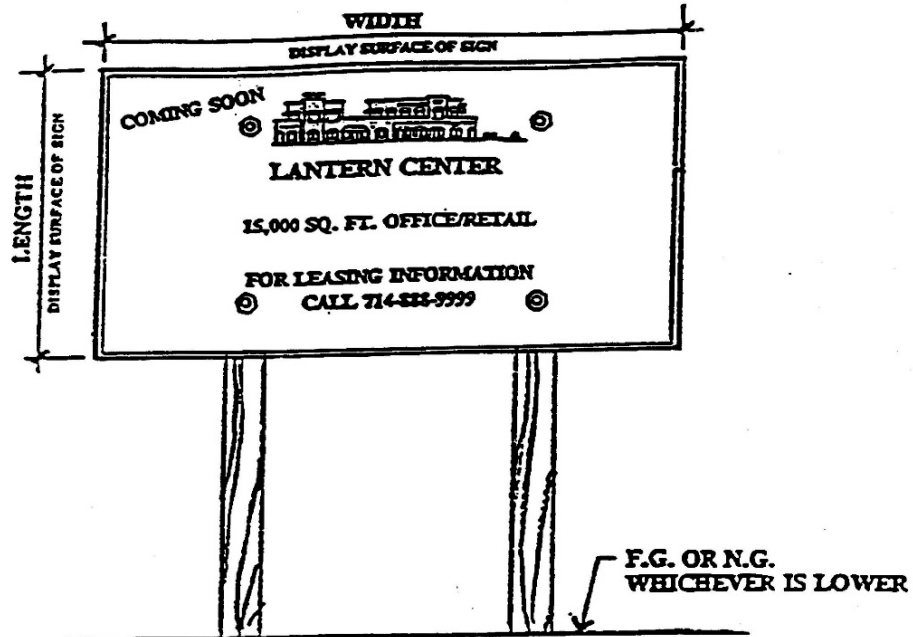 WIDTH
DISPLAY SURFACE OF SIGN
LENGTH
DISPLAY SURFACE OF SIGN
COMING SOON
LANTERN CENTER
15,000 SQ. FT. OFFICE/RETAIL
FOR LEASING INFORMATION
CALL 714-888-9999
F.G. OR N.G.
WHICHEVER IS LOWER